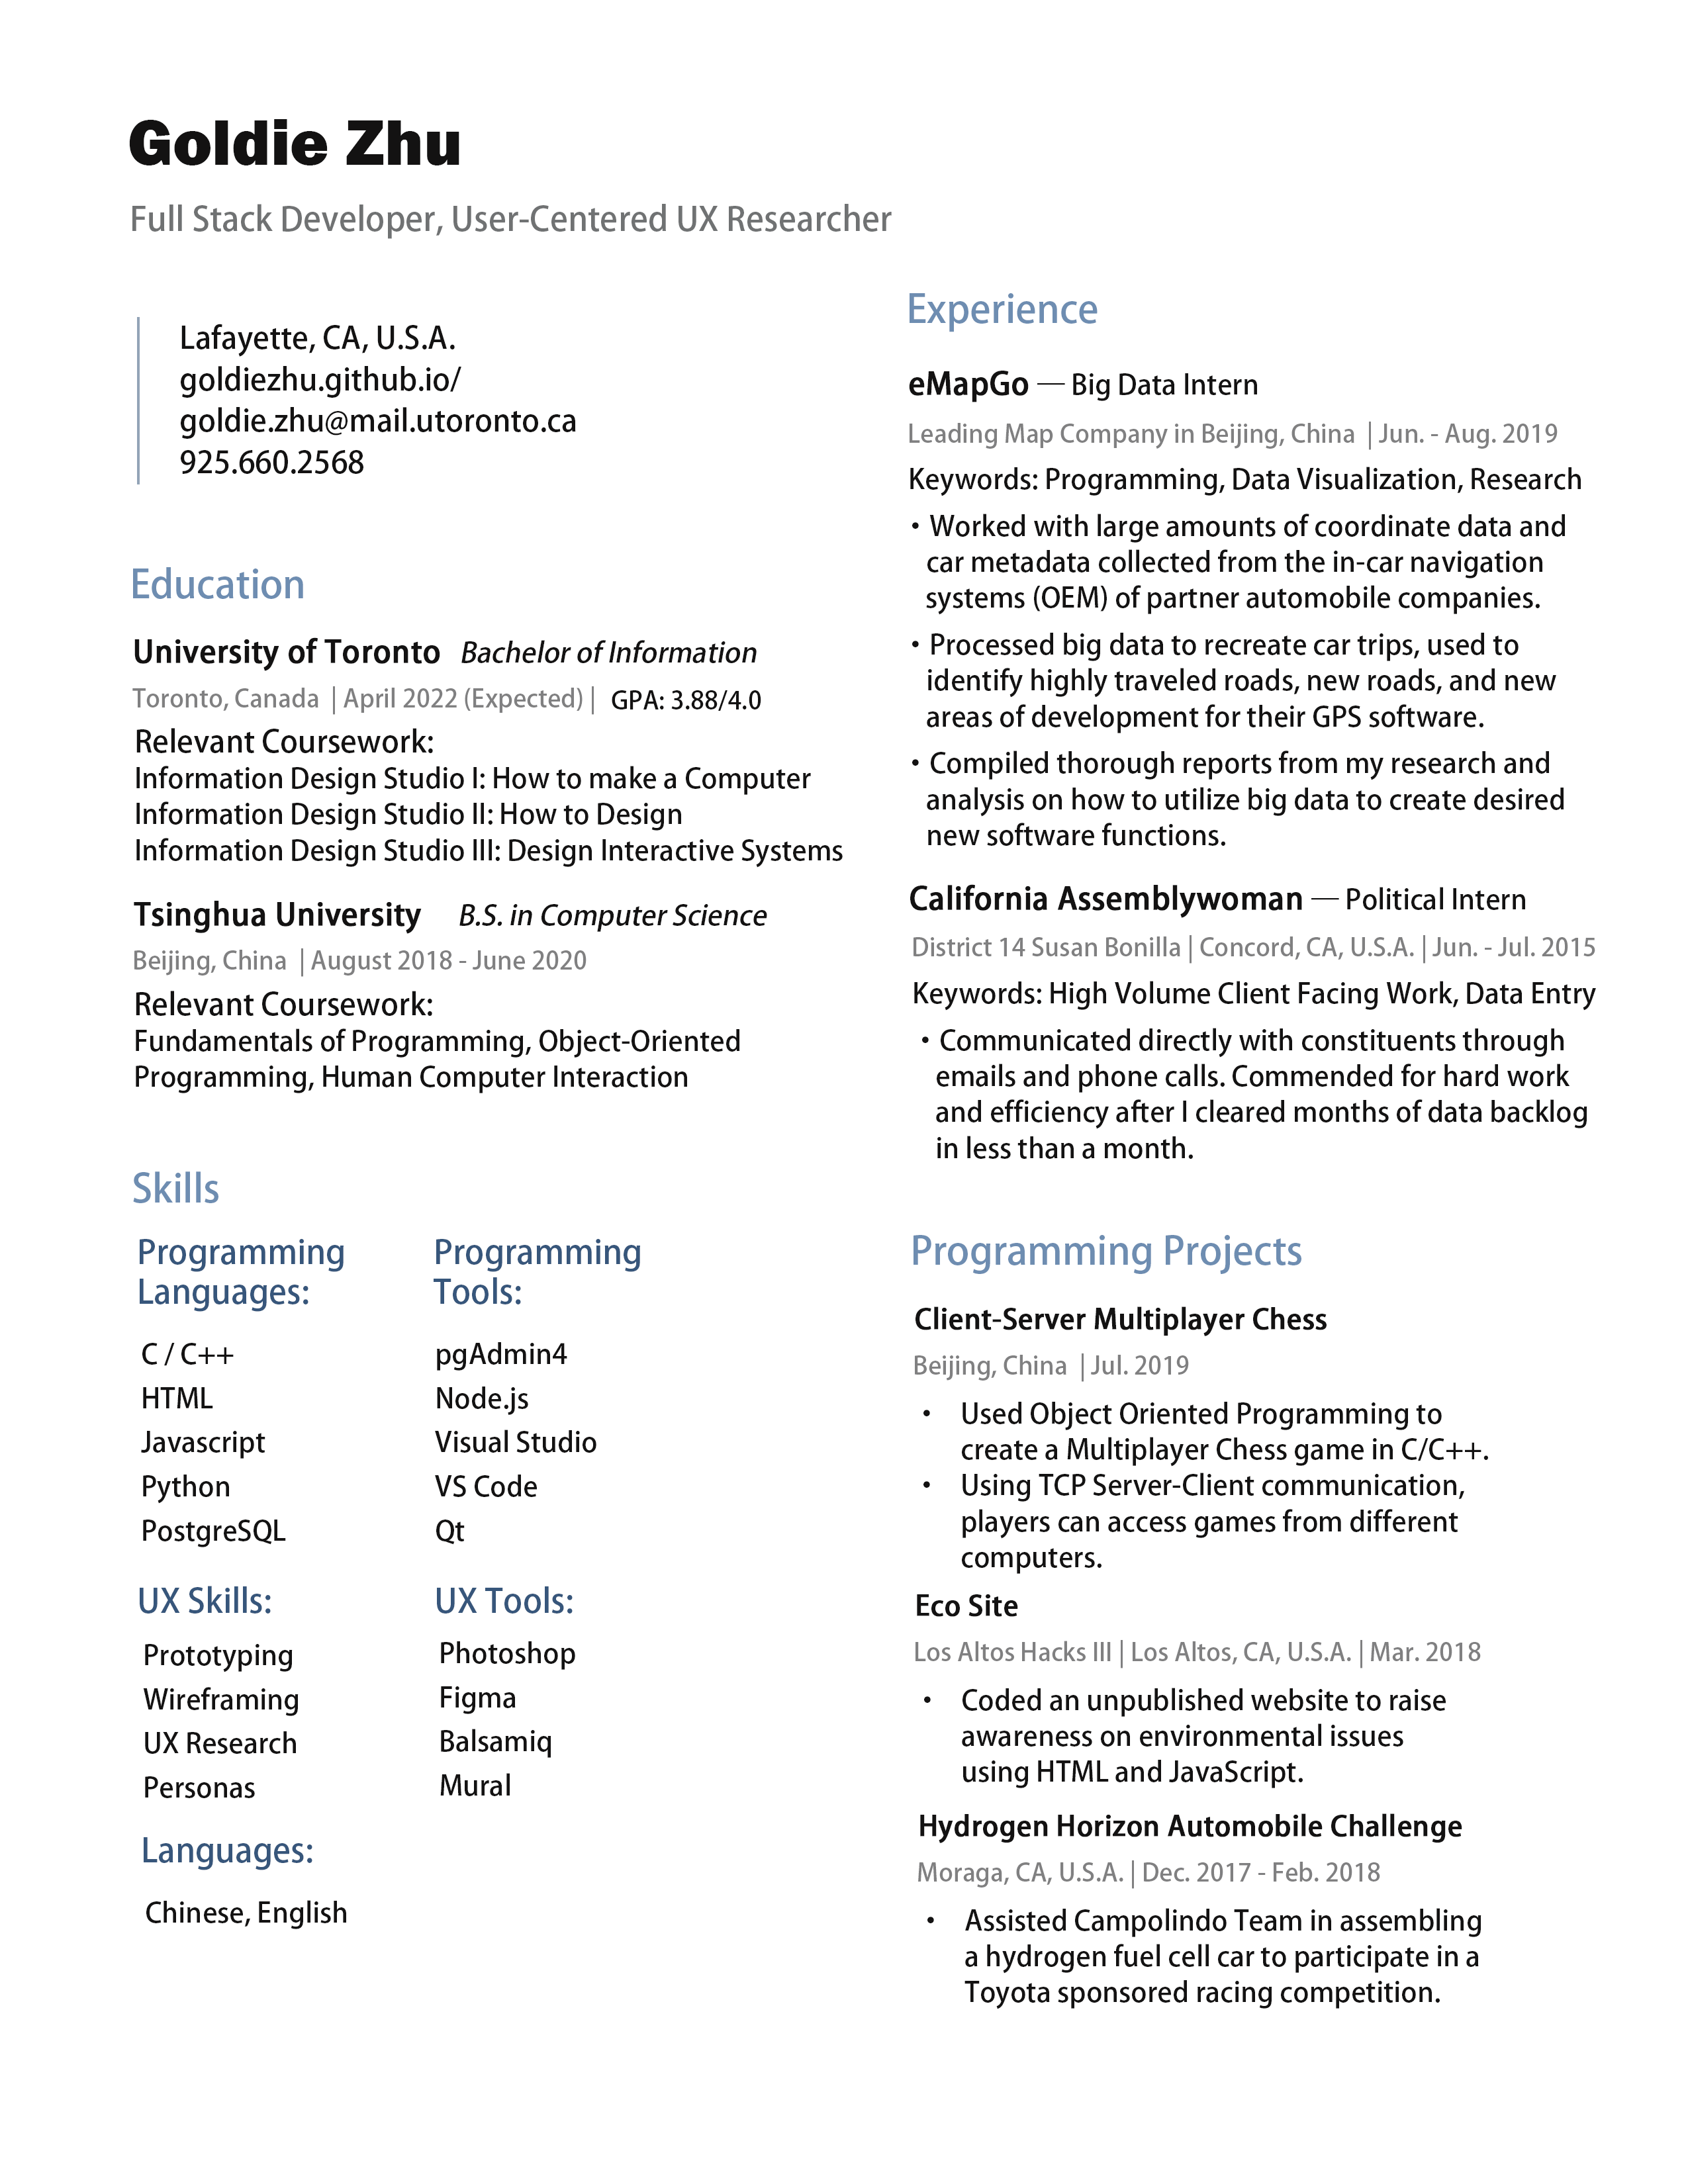 Goldie Zhu
Full Stack Developer, User-Centered UX Researcher
Lafayette, CA, U.S.A.
goldiezhu.github.io/
goldie.zhu@mail.utoronto.ca
925.660.2568
Education
University of Toronto Bachelor of Information
Toronto, Canada | April 2022 (Expected) | GPA: 3.88/4.0
Relevant Coursework:
Information Design Studio I: How to make a Computer
Information Design Studio II: How to Design
Information Design Studio III: Design Interactive Systems
Tsinghua University B.S. in Computer Science
Beijing, China | August 2018 - June 2020
Relevant Coursework:
Fundamentals of Programming, Object-Oriented
Programming, Human Computer Interaction
Skills
Programming
Languages:
C / C++
HTML
Javascript
Python
PostgreSQL
Programming
Tools:
pgAdmin4
Node.js
Visual Studio
VS Code
Qt
UX Skills:
Prototyping
Wireframing
UX Research
Personas
UX Tools:
Photoshop
Figma
Balsamiq
Mural
Languages:
Chinese, English
Experience
eMapGo — Big Data Intern
Leading Map Company in Beijing, China | Jun. - Aug. 2019
Keywords: Programming, Data Visualization, Research
• Worked with large amounts of coordinate data and
car metadata collected from the in-car navigation
systems (OEM) of partner automobile companies.
• Processed big data to recreate car trips, used to
identify highly traveled roads, new roads, and new
areas of development for their GPS software.
• Compiled thorough reports from my research and
analysis on how to utilize big data to create desired
new software functions.
California Assemblywoman — Political Intern
District 14 Susan Bonilla | Concord, CA, U.S.A. | Jun. - Jul. 2015
Keywords: High Volume Client Facing Work, Data Entry
• Communicated directly with constituents through
emails and phone calls. Commended for hard work
and efficiency after I cleared months of data backlog
in less than a month.
Programming Projects
Client-Server Multiplayer Chess
Beijing, China | Jul. 2019
• Used Object Oriented Programming to
create a Multiplayer Chess game in C/C++.
• Using TCP Server-Client communication,
players can access games from different
computers.
Eco Site
Los Altos Hacks III | Los Altos, CA, U.S.A. | Mar. 2018
• Coded an unpublished website to raise
awareness on environmental issues
using HTML and JavaScript.
Hydrogen Horizon Automobile Challenge
Moraga, CA, U.S.A. | Dec. 2017 - Feb. 2018
• Assisted Campolindo Team in assembling
a hydrogen fuel cell car to participate in a
Toyota sponsored racing competition.